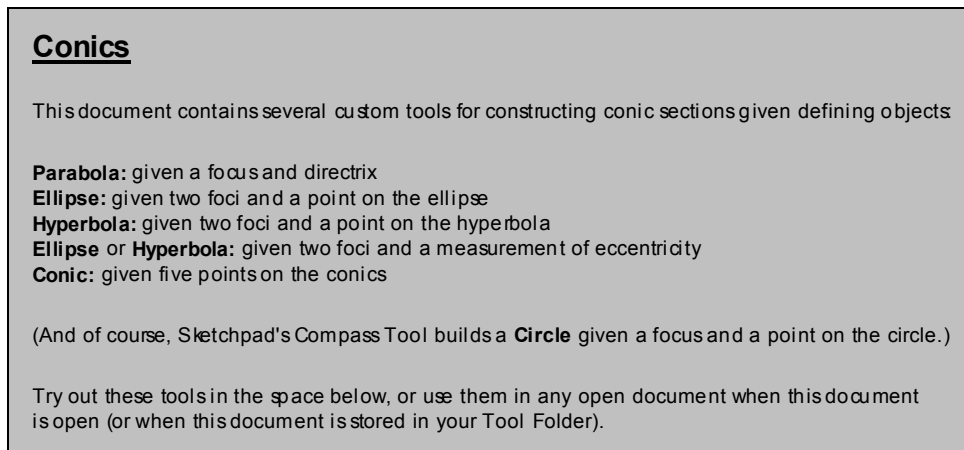 Conics
This document contains several custom tools for constructing conic sections given defining objects:
Parabola: given a focus and directrix
Ellipse: given two foci and a point on the ellipse
Hyperbola: given two foci and a point on the hyperbola
Ellipse or Hyperbola: given two foci and a measurement of eccentricity
Conic: given five points on the conics
(And of course, Sketchpad's Compass Tool builds a Circle given a focus and a point on the circle.)
Try out these tools in the space below, or use them in any open document when this document
is open (or when this document is stored in your Tool Folder).